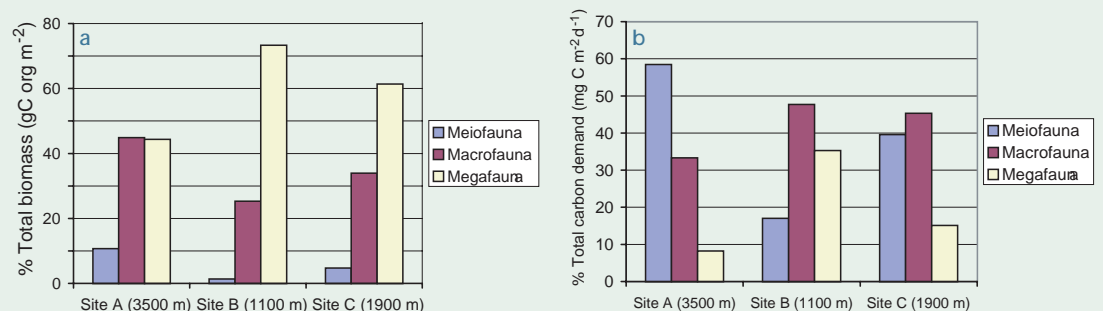 a
% Total biomass (gC org m-2)
80
60
40
20
0
Site A (3500 m) Site B (1100 m) Site C (1900 m)
Meiofauna
Macrofauna
Megafauna
b
% Total carbon demand (mg C m-2d-1)
70
60
50
40
30
20
10
0
Site A (3500 m) Site B (1100 m) Site C (1900 m)
Meiofauna
Macrofauna
Megafauna